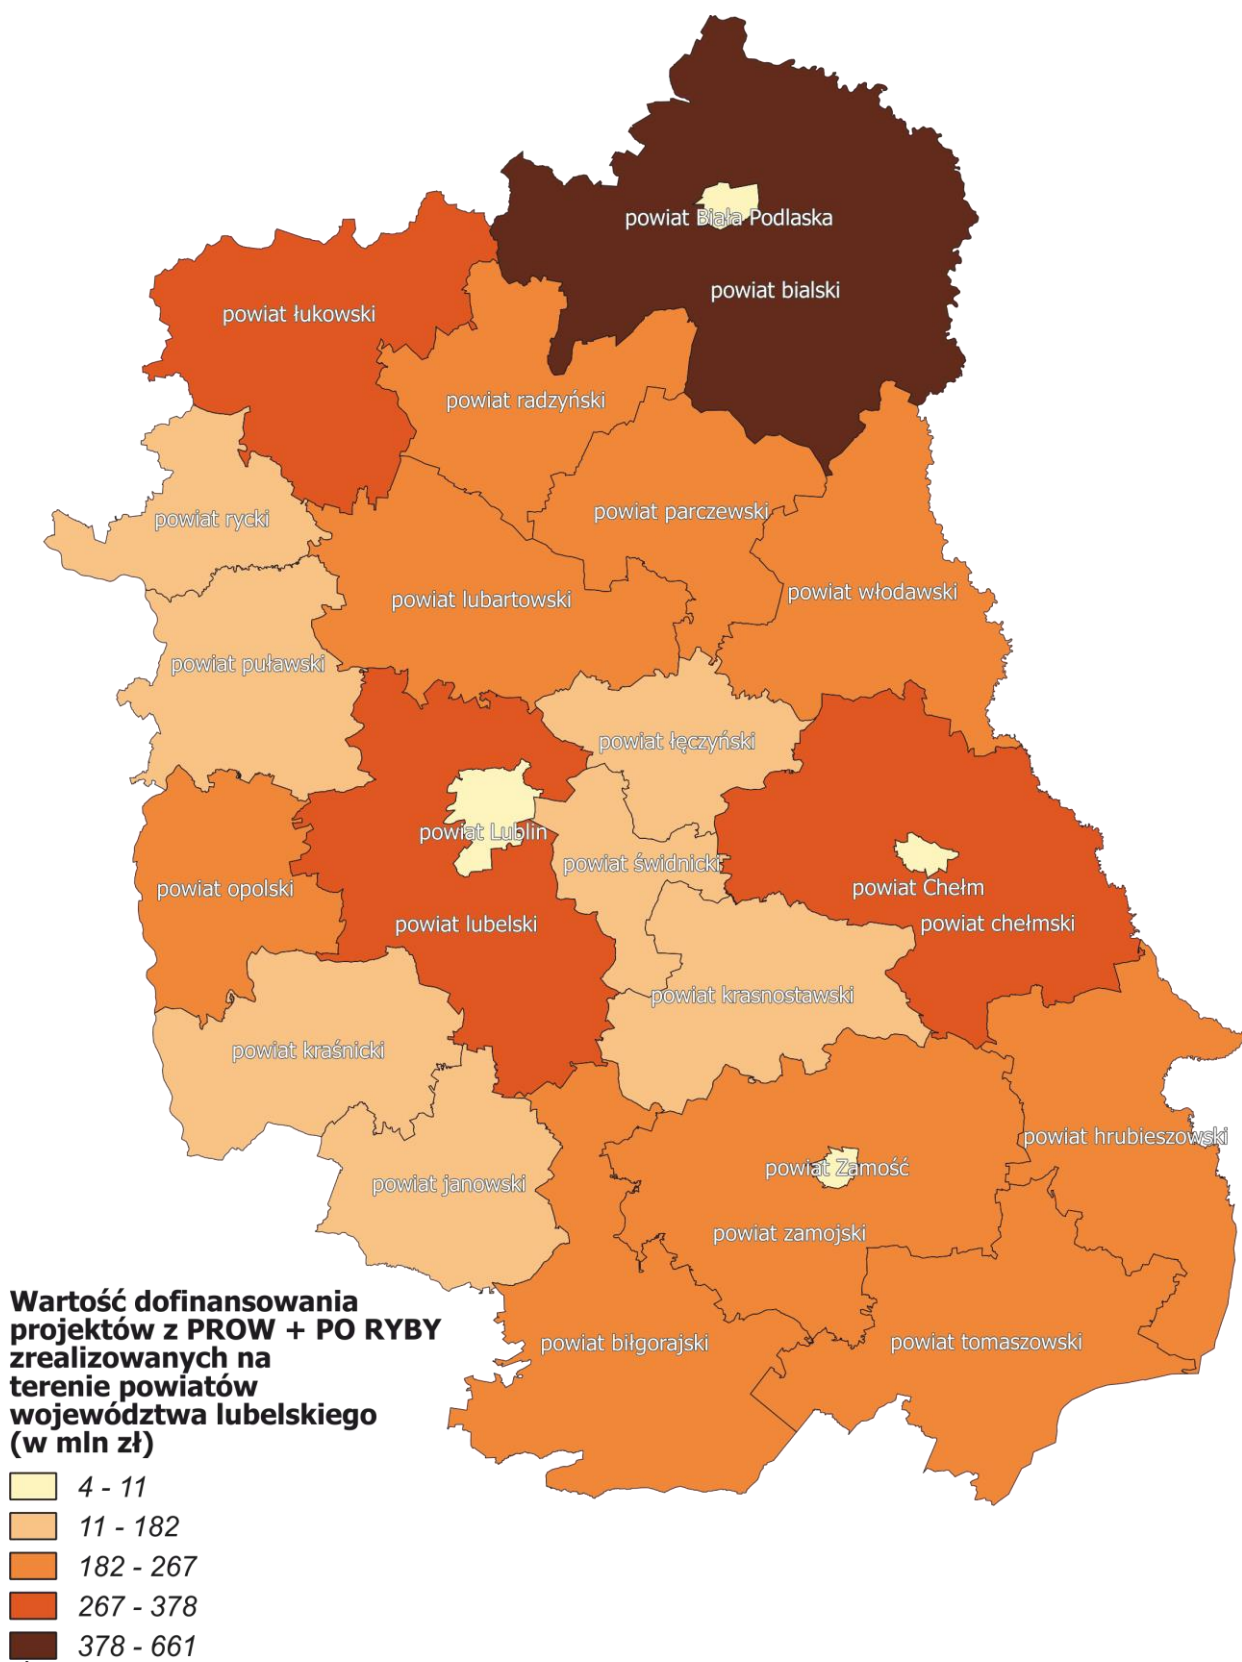 powiat Biała Podlaska
powiat bialski
powiat łukowski
powiat radzyński
powiat parczewski
powiat rycki
powiat włodawski
powiat lubartowski
powiat puławski
powiat łęczyński
powiat Lublin
powiat świdnicki
powiat opolski
powiat Chełm
powiat lubelski
powiat chełmski
powiat krasnostawski
powiat kraśnicki
powiat hrubieszowski
powiat Zamość
powiat janowski
powiat zamojski
powiat biłgorajski
powiat tomaszowski
Wartość dofinansowania
projektów z PROW + PO RYBY
zrealizowanych na
terenie powiatów
województwa lubelskiego
(w mln zł)
4 - 11
11 - 182
182 - 267
267 - 378
378 - 661